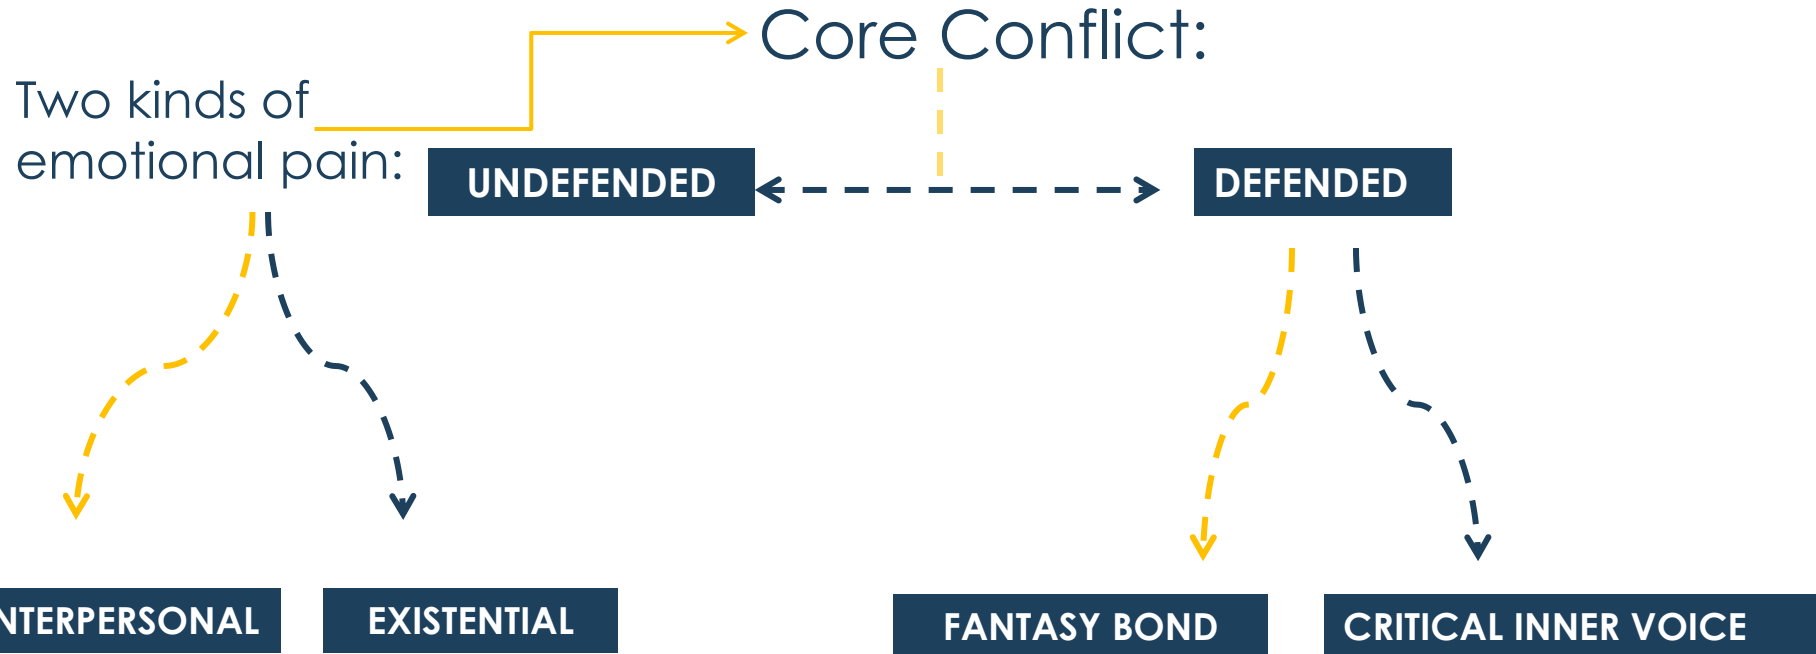 Core Conflict:
Two kinds of
emotional pain:
UNDEFENDED
DEFENDED
NTERPERSONAL
EXISTENTIAL
FANTASY BOND
CRITICAL INNER VOICE